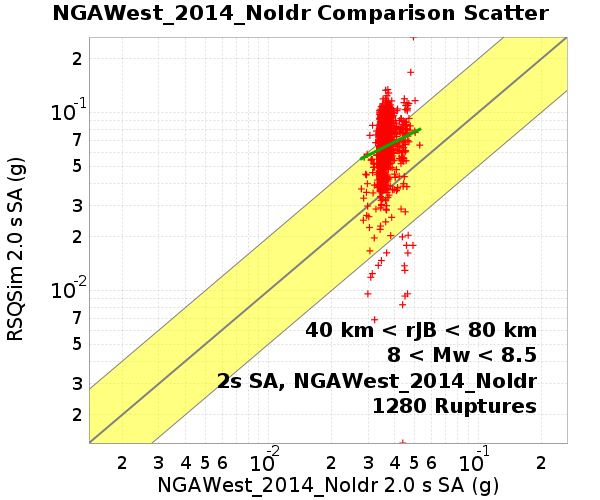 NGAWest_2014_NoIdr Comparison Scatter
RSQSim 2.0 s SA (g)
2
10^-1
7
5
3
2
10^-2
7
5
3
2
40 km < rJB < 80 km
8 < Mw < 8.5
2s SA, NGAWest_2014_NoIdr
1280 Ruptures
2 3 4 5 6 10^-2 2 3 4 5 6 10^-1 2
NGAWest_2014_NoIdr 2.0 s SA (g)